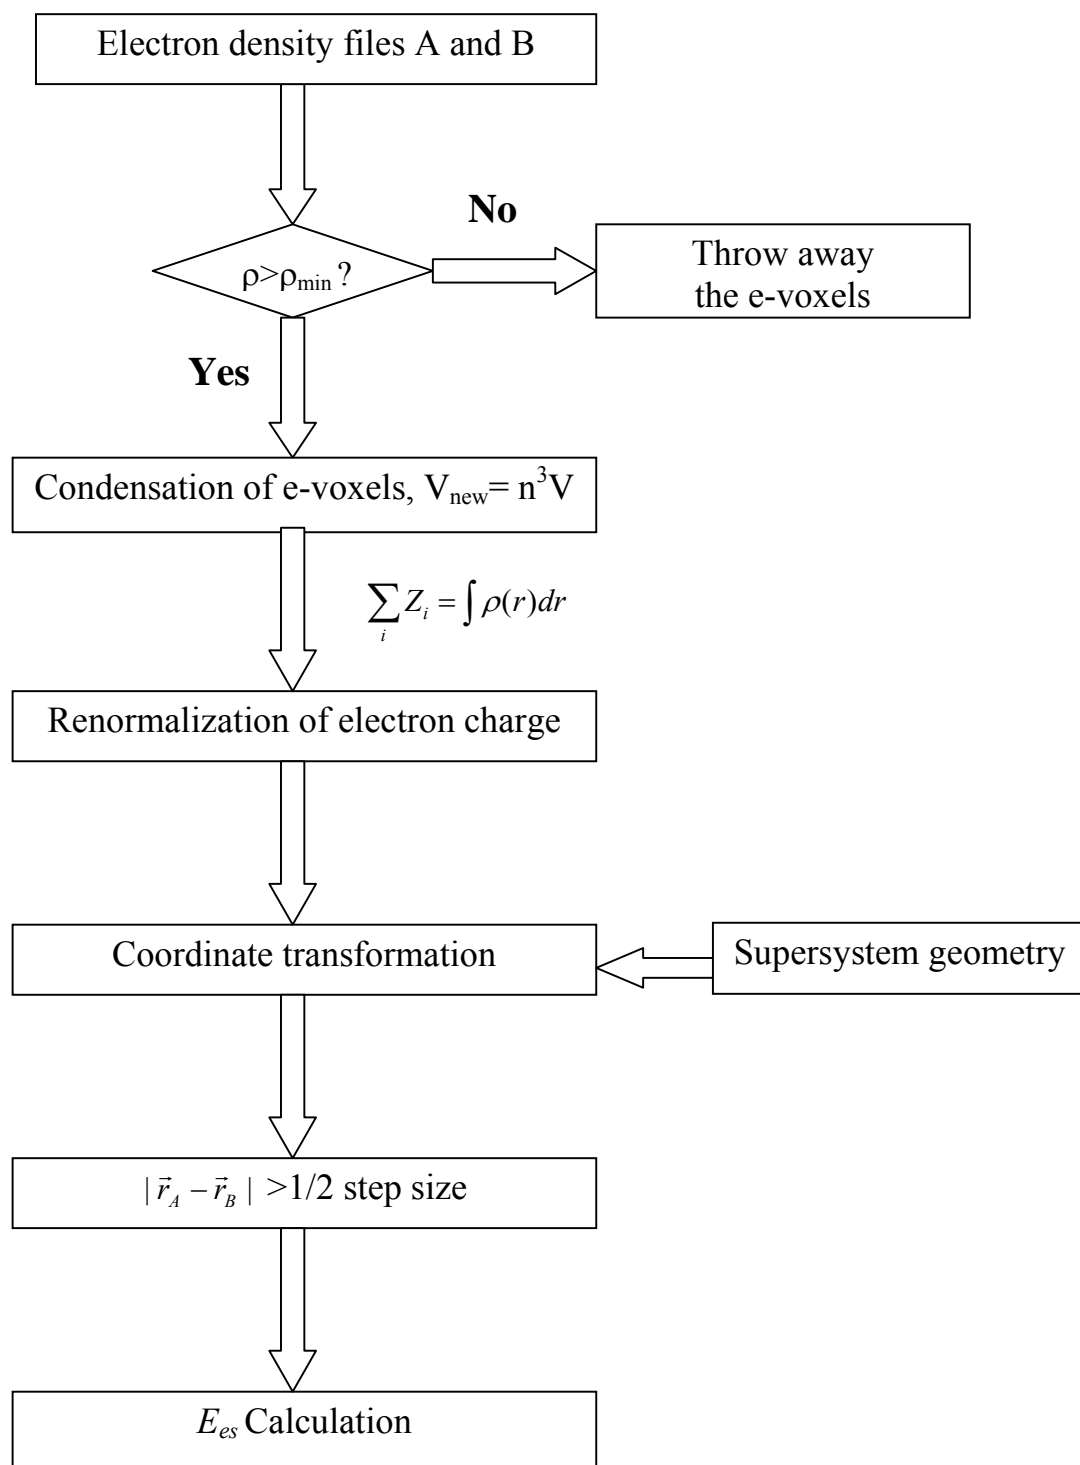 Electron density files A and B
No
ρ>ρmin ?
Throw away
the e-voxels
Yes
Condensation of e-voxels, Vnew= n³V
∑i Zi = ∫ ρ(r)dr
Renormalization of electron charge
Coordinate transformation
Supersystem geometry
| r⃗A − r⃗B | >1/2 step size
Ees Calculation